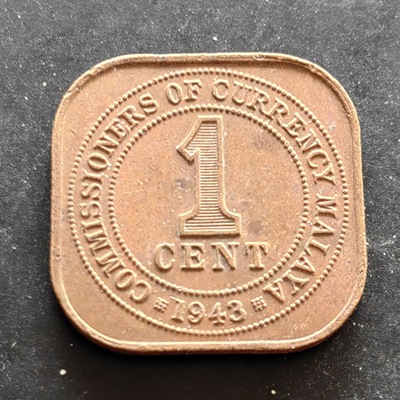 COMMISSIONERS OF CURRENCY MALAYA
1
CENT
1943